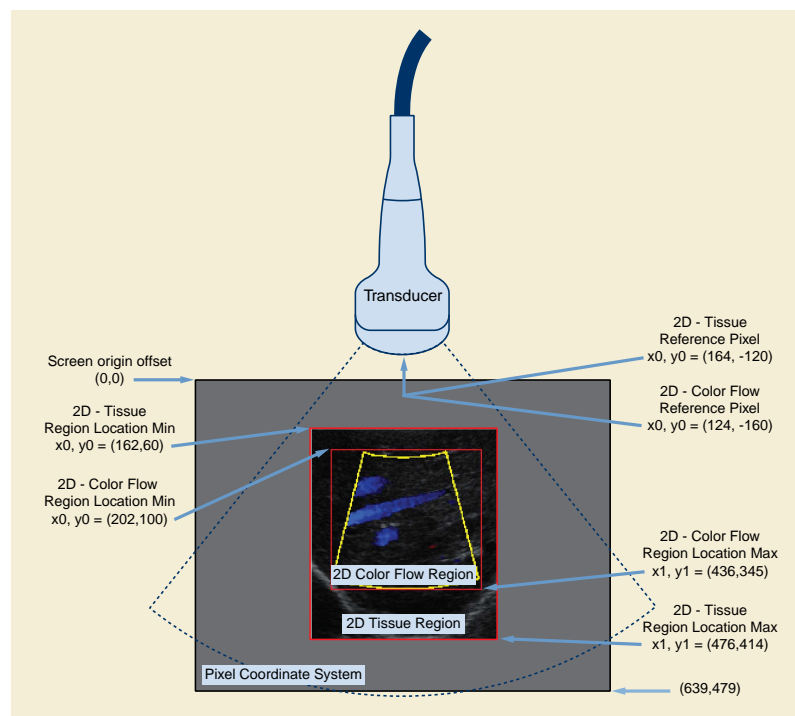 Transducer
2D - Tissue
Reference Pixel
x0, y0 = (164, -120)
Screen origin offset
(0,0)
2D - Color Flow
Reference Pixel
x0, y0 = (124, -160)
2D - Tissue
Region Location Min
x0, y0 = (162,60)
2D - Color Flow
Region Location Min
x0, y0 = (202,100)
2D - Color Flow
Region Location Max
x1, y1 = (436,345)
2D Color Flow Region
2D Tissue Region
2D - Tissue
Region Location Max
x1, y1 = (476,414)
Pixel Coordinate System
(639,479)